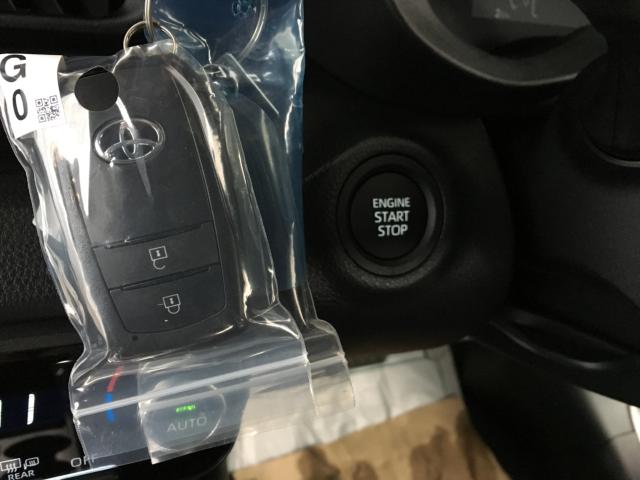 G
0
ENGINE
START
STOP
AUTO
OFF
REAR